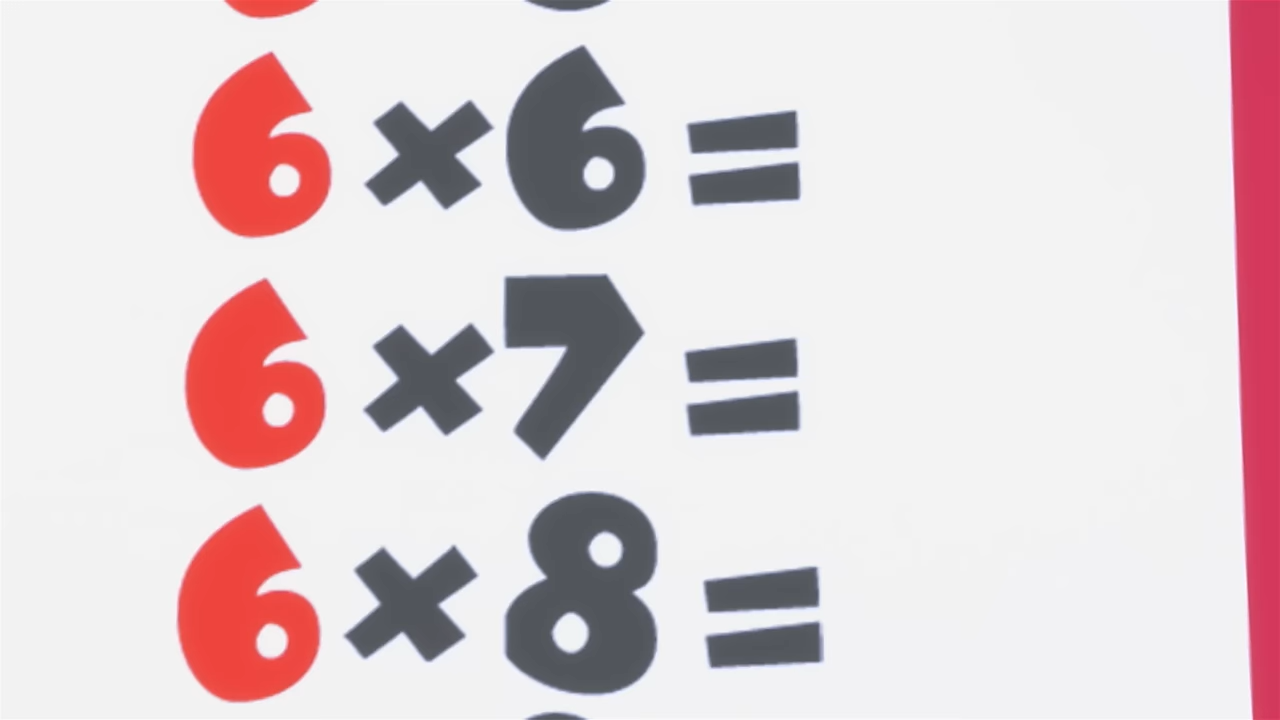 6 × 6 =
6 × 7 =
6 × 8 =